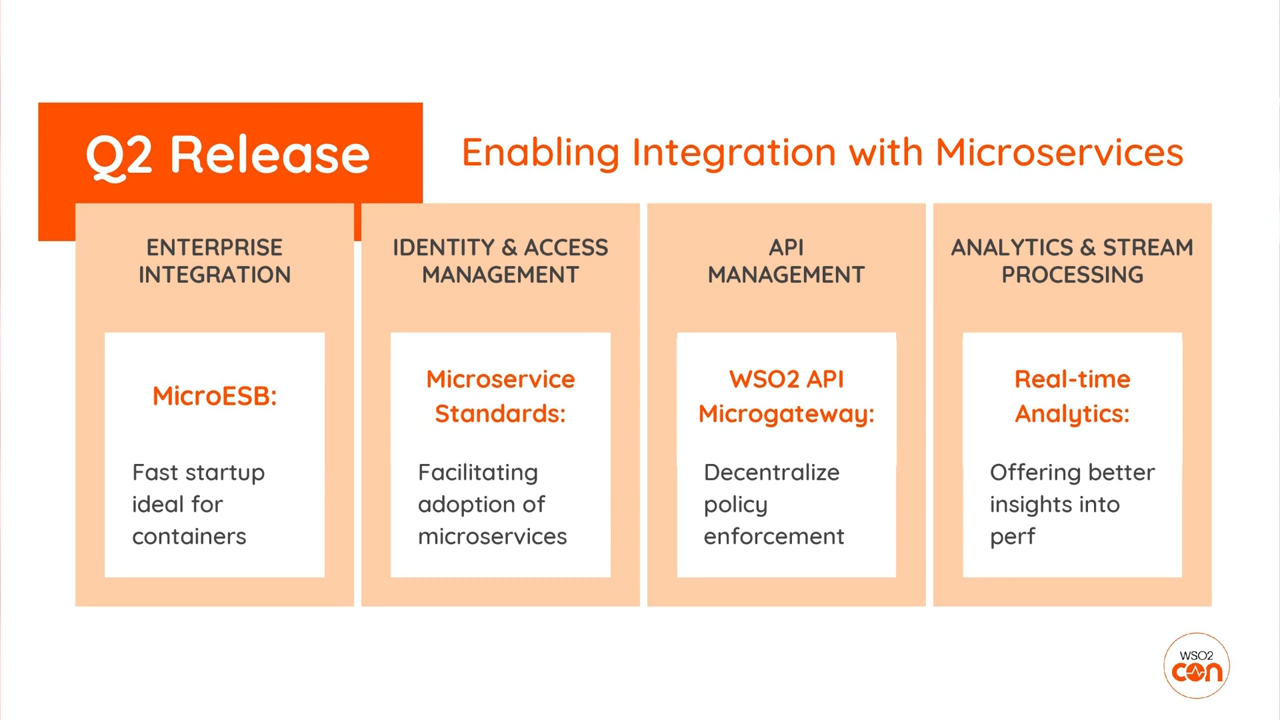 Q2 Release
Enabling Integration with Microservices
ENTERPRISE
INTEGRATION
MicroESB:
Fast startup
ideal for
containers
IDENTITY & ACCESS
MANAGEMENT
Microservice
Standards:
Facilitating
adoption of
microservices
API
MANAGEMENT
WSO2 API
Microgateway:
Decentralize
policy
enforcement
ANALYTICS & STREAM
PROCESSING
Real-time
Analytics:
Offering better
insights into
perf
WSO2
con